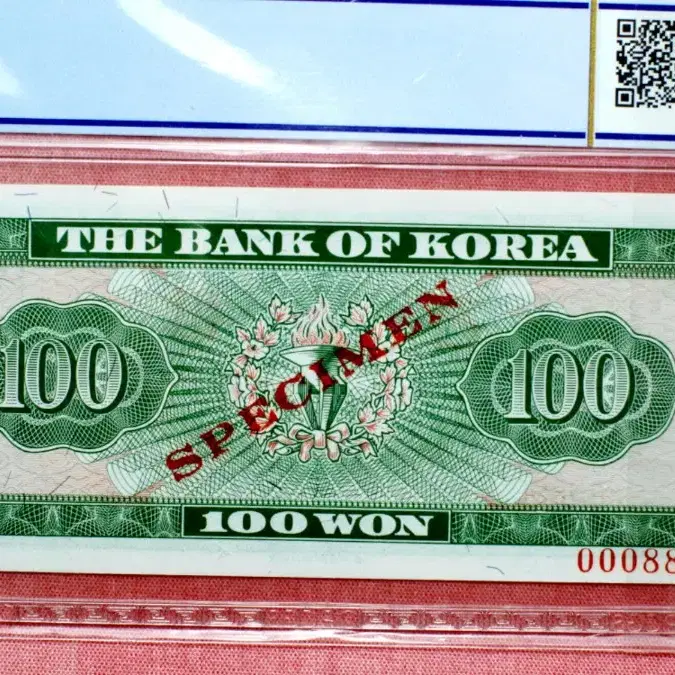 THE BANK OF KOREA
100
SPECIMEN
100
100 WON
00088